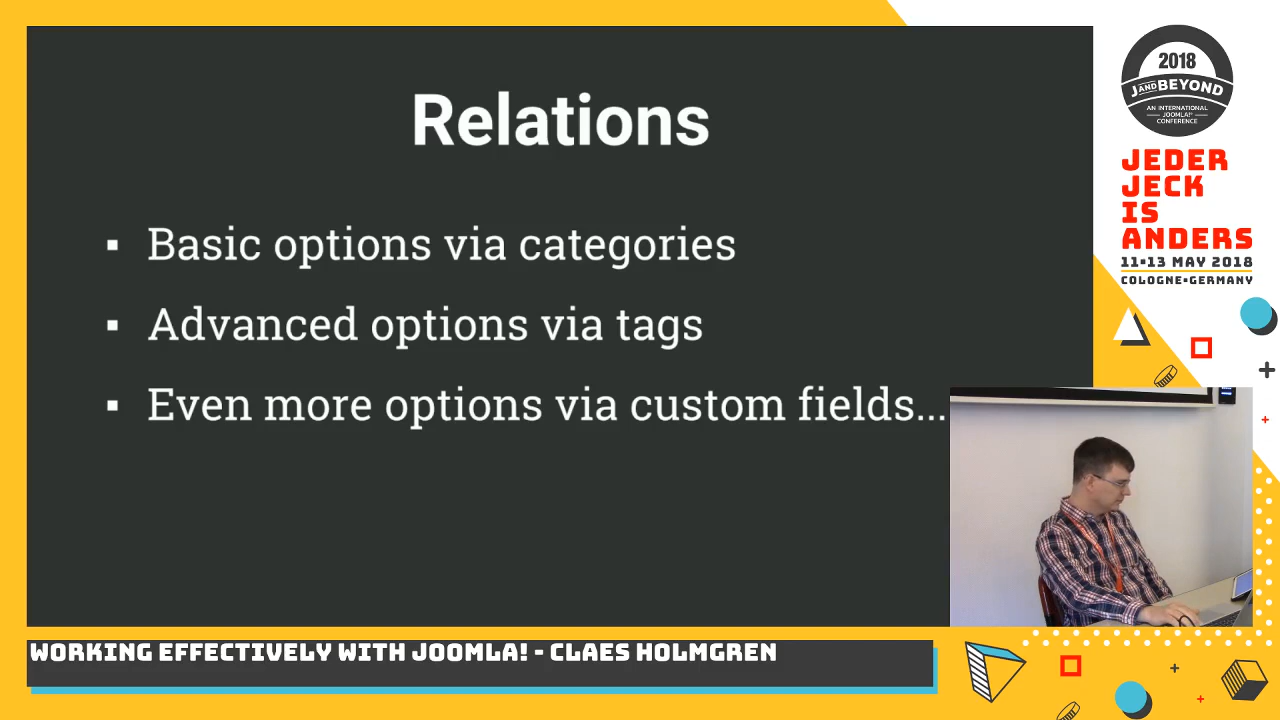 Relations
▪ Basic options via categories
▪ Advanced options via tags
▪ Even more options via custom fields...
2018
J AND BEYOND
AN INTERNATIONAL
JOOMLA!®
CONFERENCE
JEDER
JECK
IS
ANDERS
11▪13 MAY 2018
COLOGNE▪GERMANY
WORKING EFFECTIVELY WITH JOOMLA! - CLAES HOLMGREN